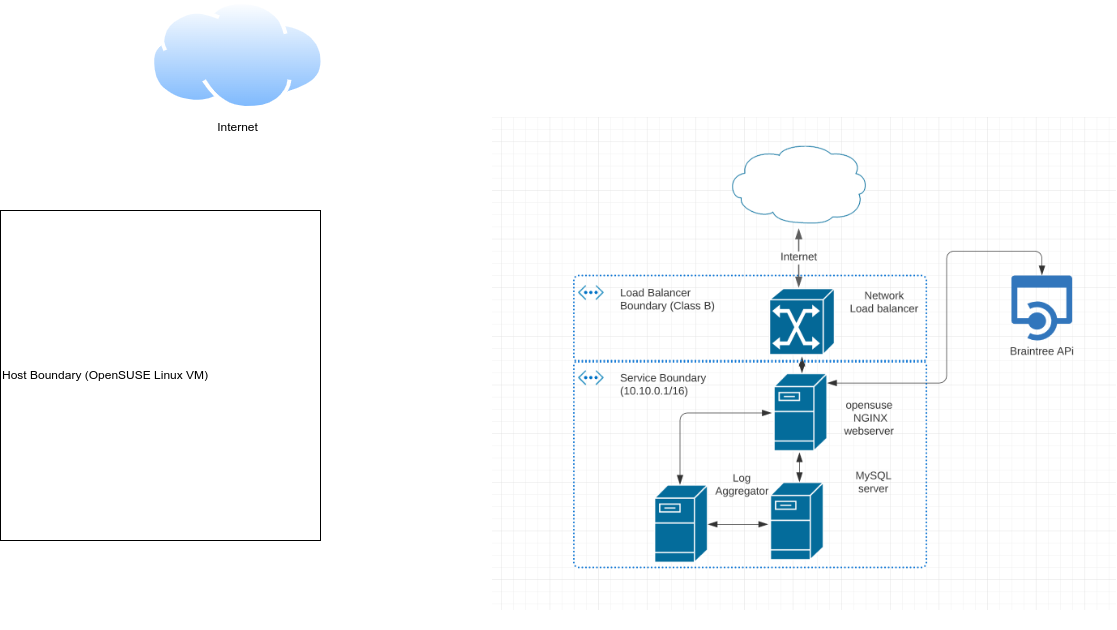 Internet
Host Boundary (OpenSUSE Linux VM)
Internet
Load Balancer
Boundary (Class B)
Network
Load balancer
Braintree APi
Service Boundary
(10.10.0.1/16)
opensuse
NGINX
webserver
Log
Aggregator
MySQL
server